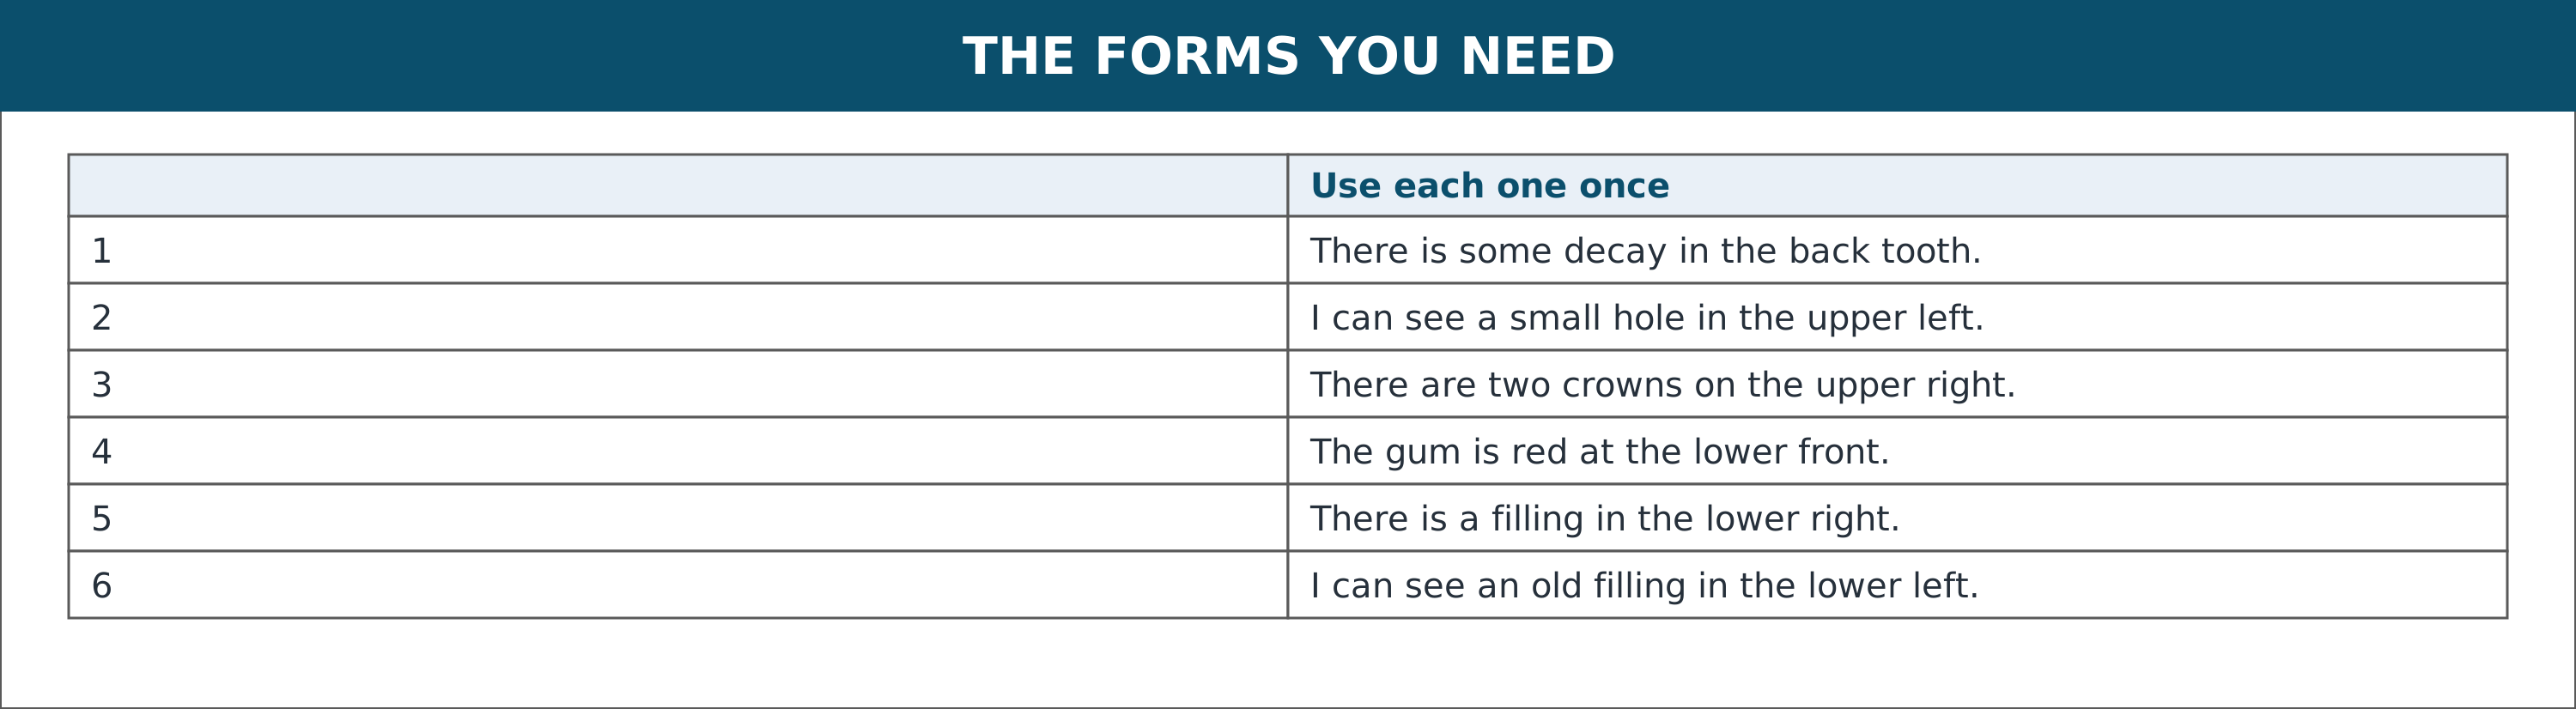 THE FORMS YOU NEED
Use each one once
1 There is some decay in the back tooth.
2 I can see a small hole in the upper left.
3 There are two crowns on the upper right.
4 The gum is red at the lower front.
5 There is a filling in the lower right.
6 I can see an old filling in the lower left.